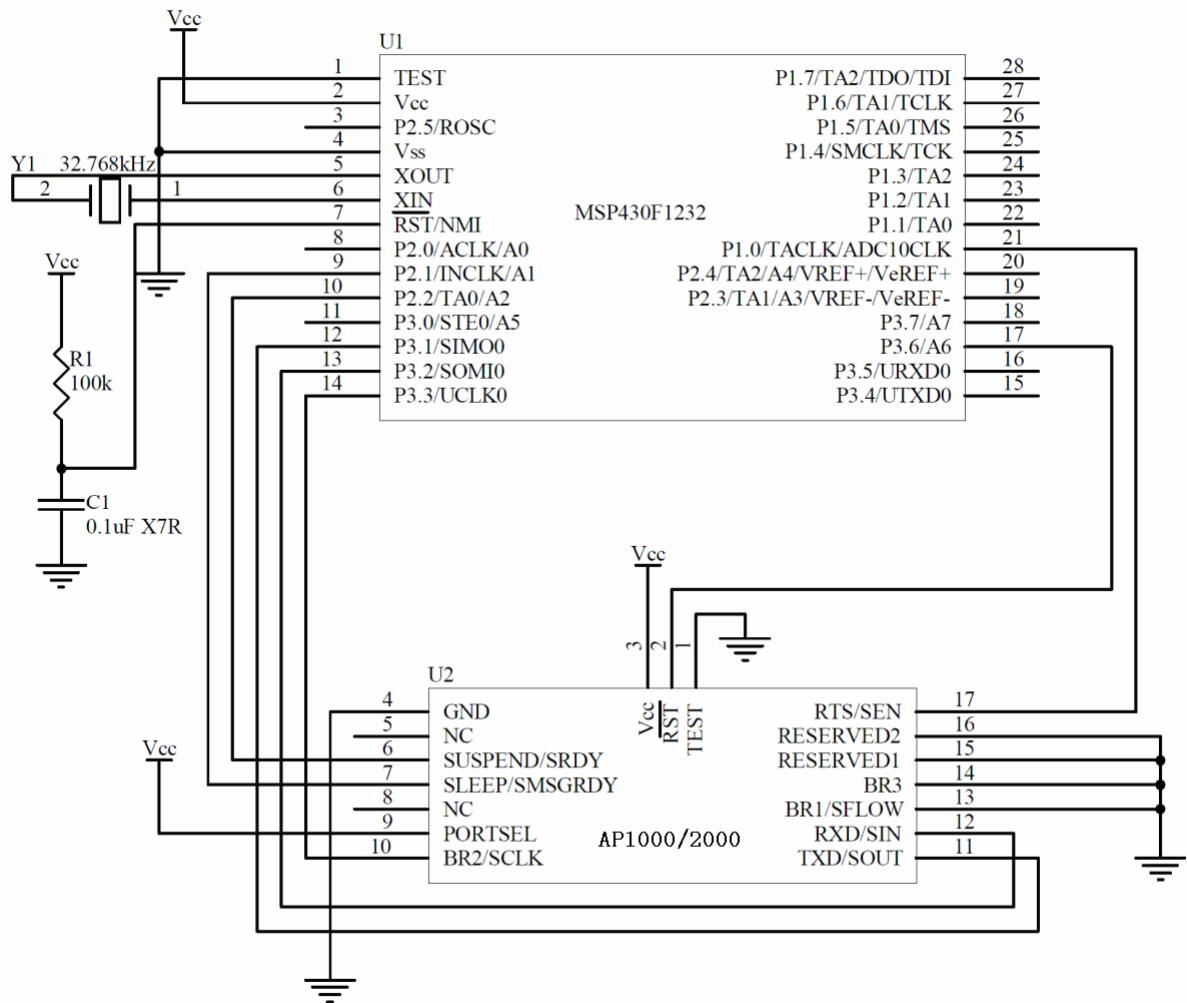 Vcc
U1
1 TEST
2 Vcc
3 P2.5/ROSC
4 Vss
5 XOUT
6 XIN
7 RST/NMI
8 P2.0/ACLK/A0
9 P2.1/INCLK/A1
10 P2.2/TA0/A2
11 P3.0/STE0/A5
12 P3.1/SIMO0
13 P3.2/SOMI0
14 P3.3/UCLK0
MSP430F1232
P1.7/TA2/TDO/TDI 28
P1.6/TA1/TCLK 27
P1.5/TA0/TMS 26
P1.4/SMCLK/TCK 25
P1.3/TA2 24
P1.2/TA1 23
P1.1/TA0 22
P1.0/TACLK/ADC10CLK 21
P2.4/TA2/A4/VREF+/VeREF+ 20
P2.3/TA1/A3/VREF-/VeREF- 19
P3.7/A7 18
P3.6/A6 17
P3.5/URXD0 16
P3.4/UTXD0 15
Y1 32.768kHz
2 1
Vcc
R1
100k
C1
0.1uF X7R
Vcc
3 2 1
Vcc RST TEST
U2
4 GND
5 NC
6 SUSPEND/SRDY
7 SLEEP/SMSGRDY
8 NC
9 PORTSEL
10 BR2/SCLK
Vcc
AP1000/2000
RTS/SEN 17
RESERVED2 16
RESERVED1 15
BR3 14
BR1/SFLOW 13
RXD/SIN 12
TXD/SOUT 11